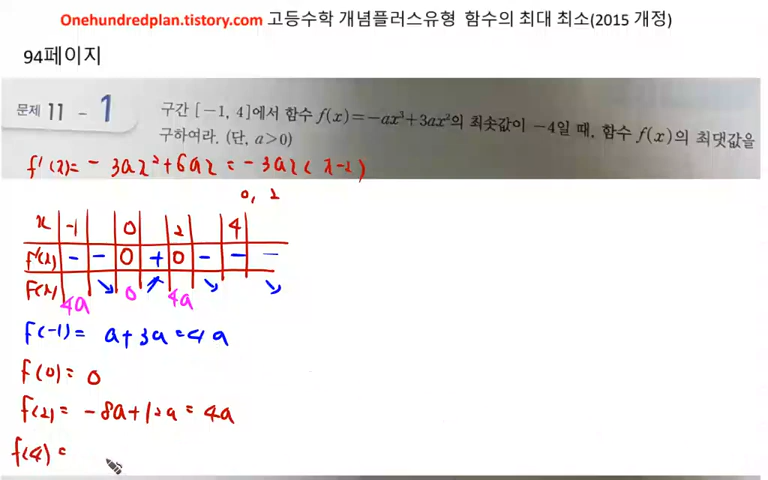 Onehundredplan.tistory.com 고등수학 개념플러스유형 함수의 최대 최소(2015 개정)
94페이지
문제 11 - 1 구간 [-1, 4]에서 함수 f(x)=-ax³+3ax²의 최솟값이 -4일 때, 함수 f(x)의 최댓값을
구하여라. (단, a>0)
f'(x)= - 3ax²+6ax = -3ax(x-2)
0, 2
x -1 0 2 4
f'(x) - - 0 + 0 - - -
f(x) 4a ↘ 0 ↗ 4a ↘ ↘
f(-1)= a+3a=4a
f(0)= 0
f(2)= -8a+12a=4a
f(4)=